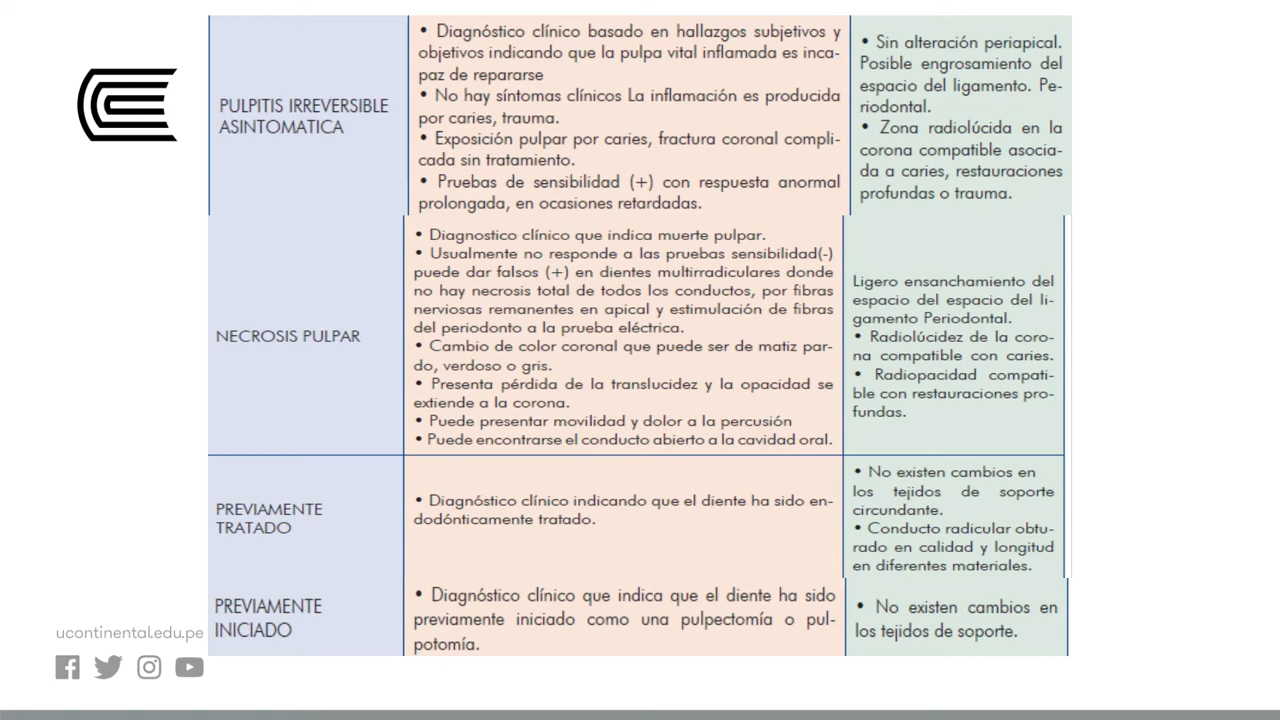 PULPITIS IRREVERSIBLE
ASINTOMATICA
• Diagnóstico clínico basado en hallazgos subjetivos y
objetivos indicando que la pulpa vital inflamada es inca-
paz de repararse
• No hay síntomas clínicos La inflamación es producida
por caries, trauma.
• Exposición pulpar por caries, fractura coronal compli-
cada sin tratamiento.
• Pruebas de sensibilidad (+) con respuesta anormal
prolongada, en ocasiones retardadas.
• Sin alteración periapical.
Posible engrosamiento del
espacio del ligamento. Pe-
riodontal.
• Zona radiolúcida en la
corona compatible asocia-
da a caries, restauraciones
profundas o trauma.
NECROSIS PULPAR
• Diagnostico clínico que indica muerte pulpar.
• Usualmente no responde a las pruebas sensibilidad(-)
puede dar falsos (+) en dientes multirradiculares donde
no hay necrosis total de todos los conductos, por fibras
nerviosas remanentes en apical y estimulación de fibras
del periodonto a la prueba eléctrica.
• Cambio de color coronal que puede ser de matiz par-
do, verdoso o gris.
• Presenta pérdida de la translucidez y la opacidad se
extiende a la corona.
• Puede presentar movilidad y dolor a la percusión
• Puede encontrarse el conducto abierto a la cavidad oral.
Ligero ensanchamiento del
espacio del espacio del li-
gamento Periodontal.
• Radiolúcidez de la coro-
na compatible con caries.
• Radiopacidad compati-
ble con restauraciones pro-
fundas.
PREVIAMENTE
TRATADO
• Diagnóstico clínico indicando que el diente ha sido en-
dodónticamente tratado.
• No existen cambios en
los tejidos de soporte
circundante.
• Conducto radicular obtu-
rado en calidad y longitud
en diferentes materiales.
PREVIAMENTE
INICIADO
• Diagnóstico clínico que indica que el diente ha sido
previamente iniciado como una pulpectomía o pul-
potomía.
• No existen cambios en
los tejidos de soporte.
ucontinental.edu.pe